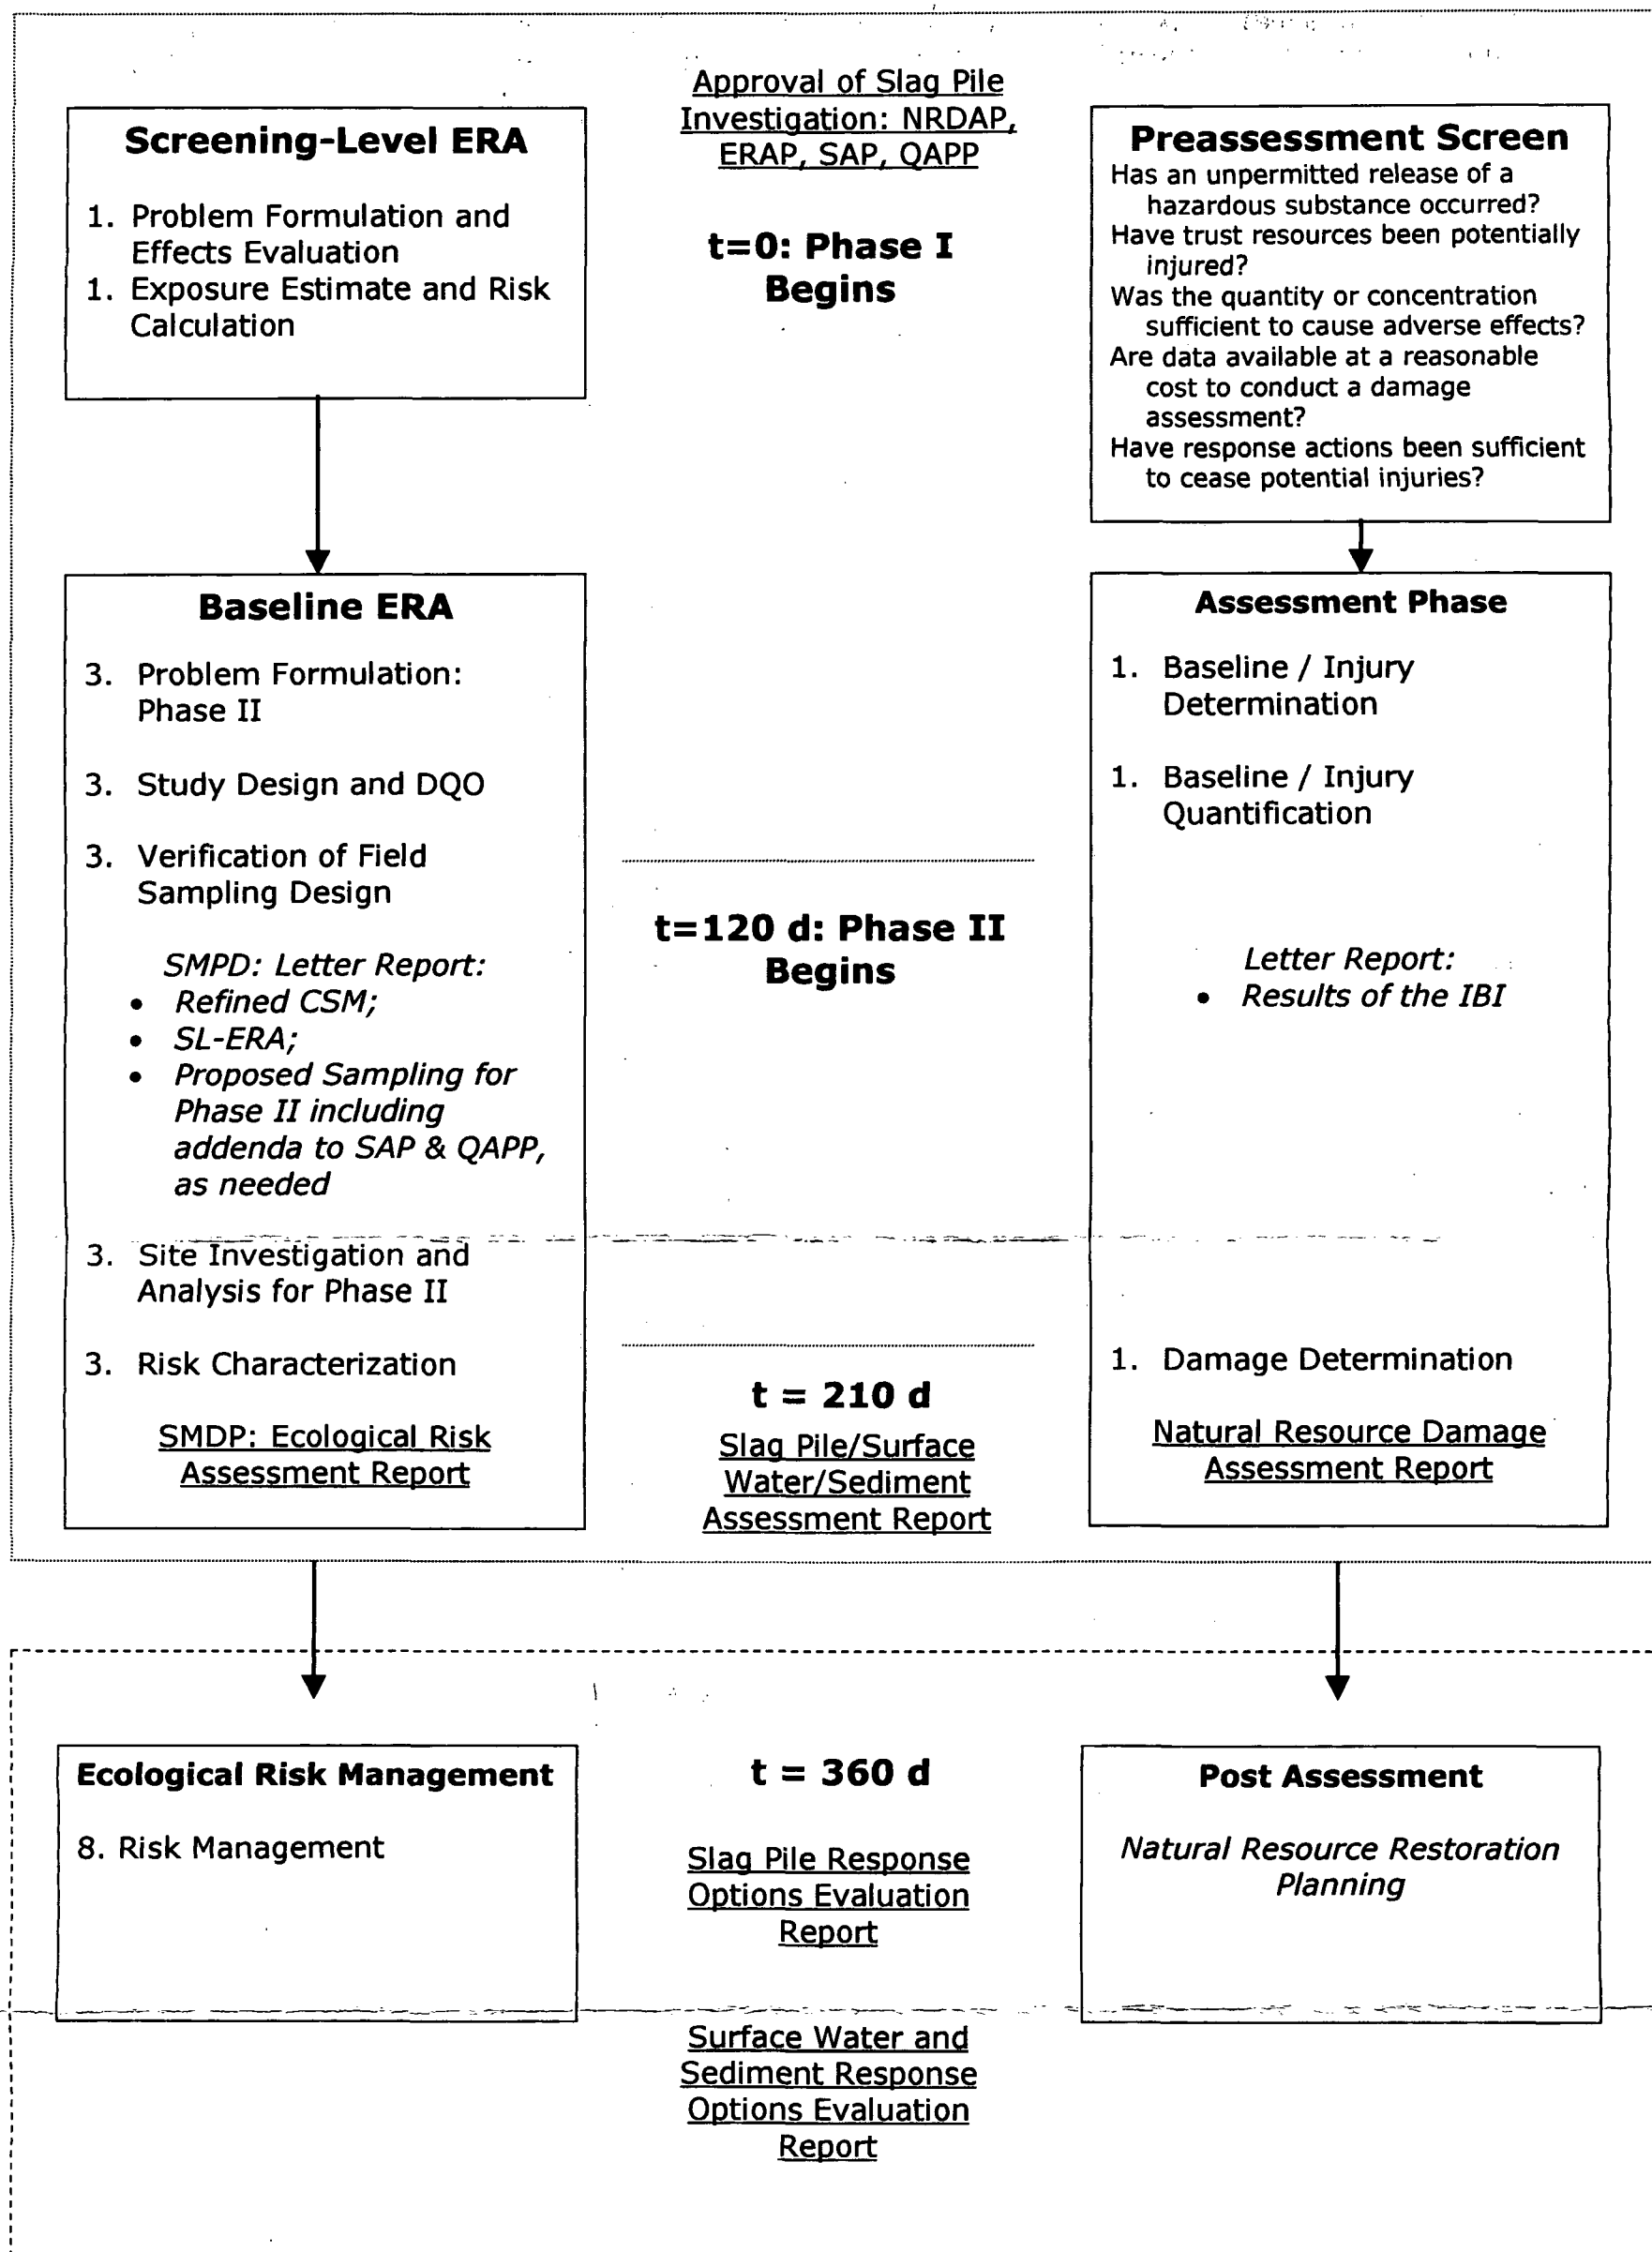 Approval of Slag Pile
Investigation: NRDAP,
ERAP, SAP, QAPP
Screening-Level ERA
1. Problem Formulation and
Effects Evaluation
1. Exposure Estimate and Risk
Calculation
t=0: Phase I
Begins
Preassessment Screen
Has an unpermitted release of a
hazardous substance occurred?
Have trust resources been potentially
injured?
Was the quantity or concentration
sufficient to cause adverse effects?
Are data available at a reasonable
cost to conduct a damage
assessment?
Have response actions been sufficient
to cease potential injuries?
Baseline ERA
3. Problem Formulation:
Phase II
3. Study Design and DQO
3. Verification of Field
Sampling Design
SMPD: Letter Report:
• Refined CSM;
• SL-ERA;
• Proposed Sampling for
Phase II including
addenda to SAP & QAPP,
as needed
3. Site Investigation and
Analysis for Phase II
3. Risk Characterization
SMDP: Ecological Risk
Assessment Report
t=120 d: Phase II
Begins
t = 210 d
Slag Pile/Surface
Water/Sediment
Assessment Report
Assessment Phase
1. Baseline / Injury
Determination
1. Baseline / Injury
Quantification
Letter Report:
• Results of the IBI
1. Damage Determination
Natural Resource Damage
Assessment Report
Ecological Risk Management
8. Risk Management
t = 360 d
Slag Pile Response
Options Evaluation
Report
Surface Water and
Sediment Response
Options Evaluation
Report
Post Assessment
Natural Resource Restoration
Planning